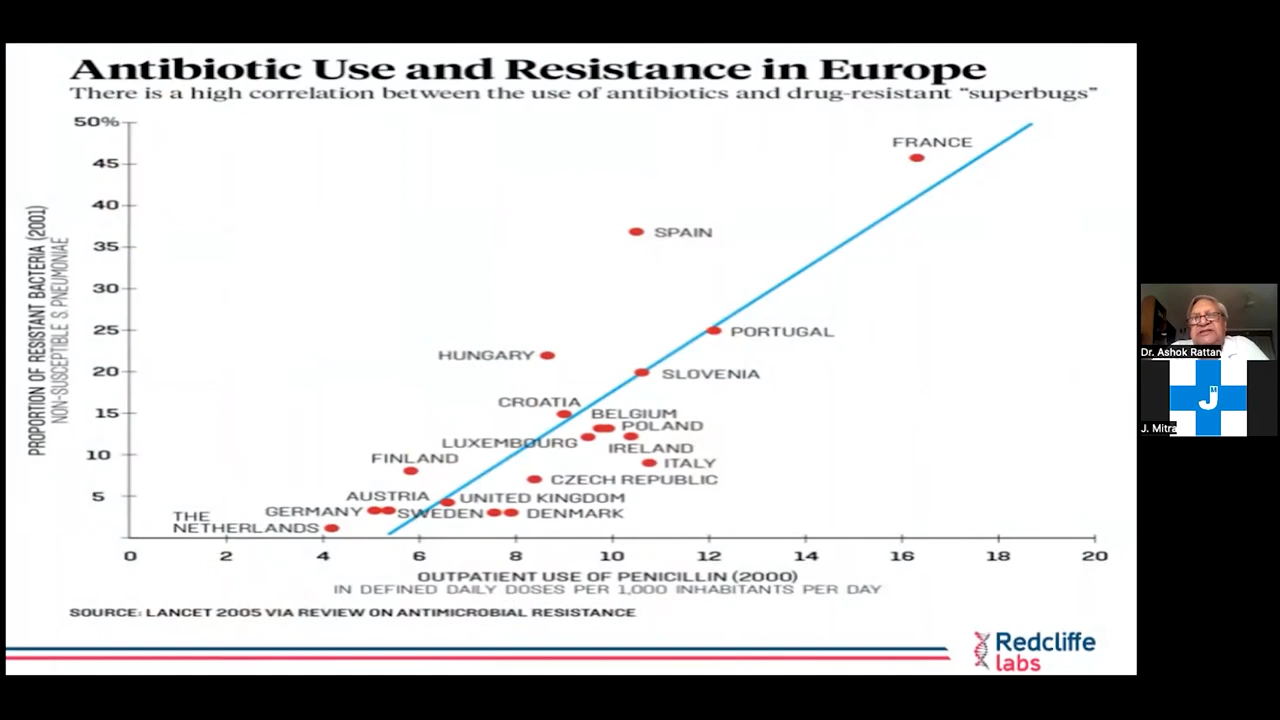 Antibiotic Use and Resistance in Europe
There is a high correlation between the use of antibiotics and drug-resistant “superbugs”
50%
45
40
35
30
25
20
15
10
5
PROPORTION OF RESISTANT BACTERIA (2001)
NON-SUSCEPTIBLE S. PNEUMONIAE
FRANCE
SPAIN
PORTUGAL
HUNGARY
SLOVENIA
CROATIA
BELGIUM
POLAND
LUXEMBOURG
IRELAND
FINLAND
ITALY
CZECH REPUBLIC
AUSTRIA
UNITED KINGDOM
GERMANY
SWEDEN
DENMARK
THE
NETHERLANDS
0 2 4 6 8 10 12 14 16 18 20
OUTPATIENT USE OF PENICILLIN (2000)
IN DEFINED DAILY DOSES PER 1,000 INHABITANTS PER DAY
SOURCE: LANCET 2005 VIA REVIEW ON ANTIMICROBIAL RESISTANCE
Redcliffe
labs
Dr. Ashok Rattan
J M
J. Mitra